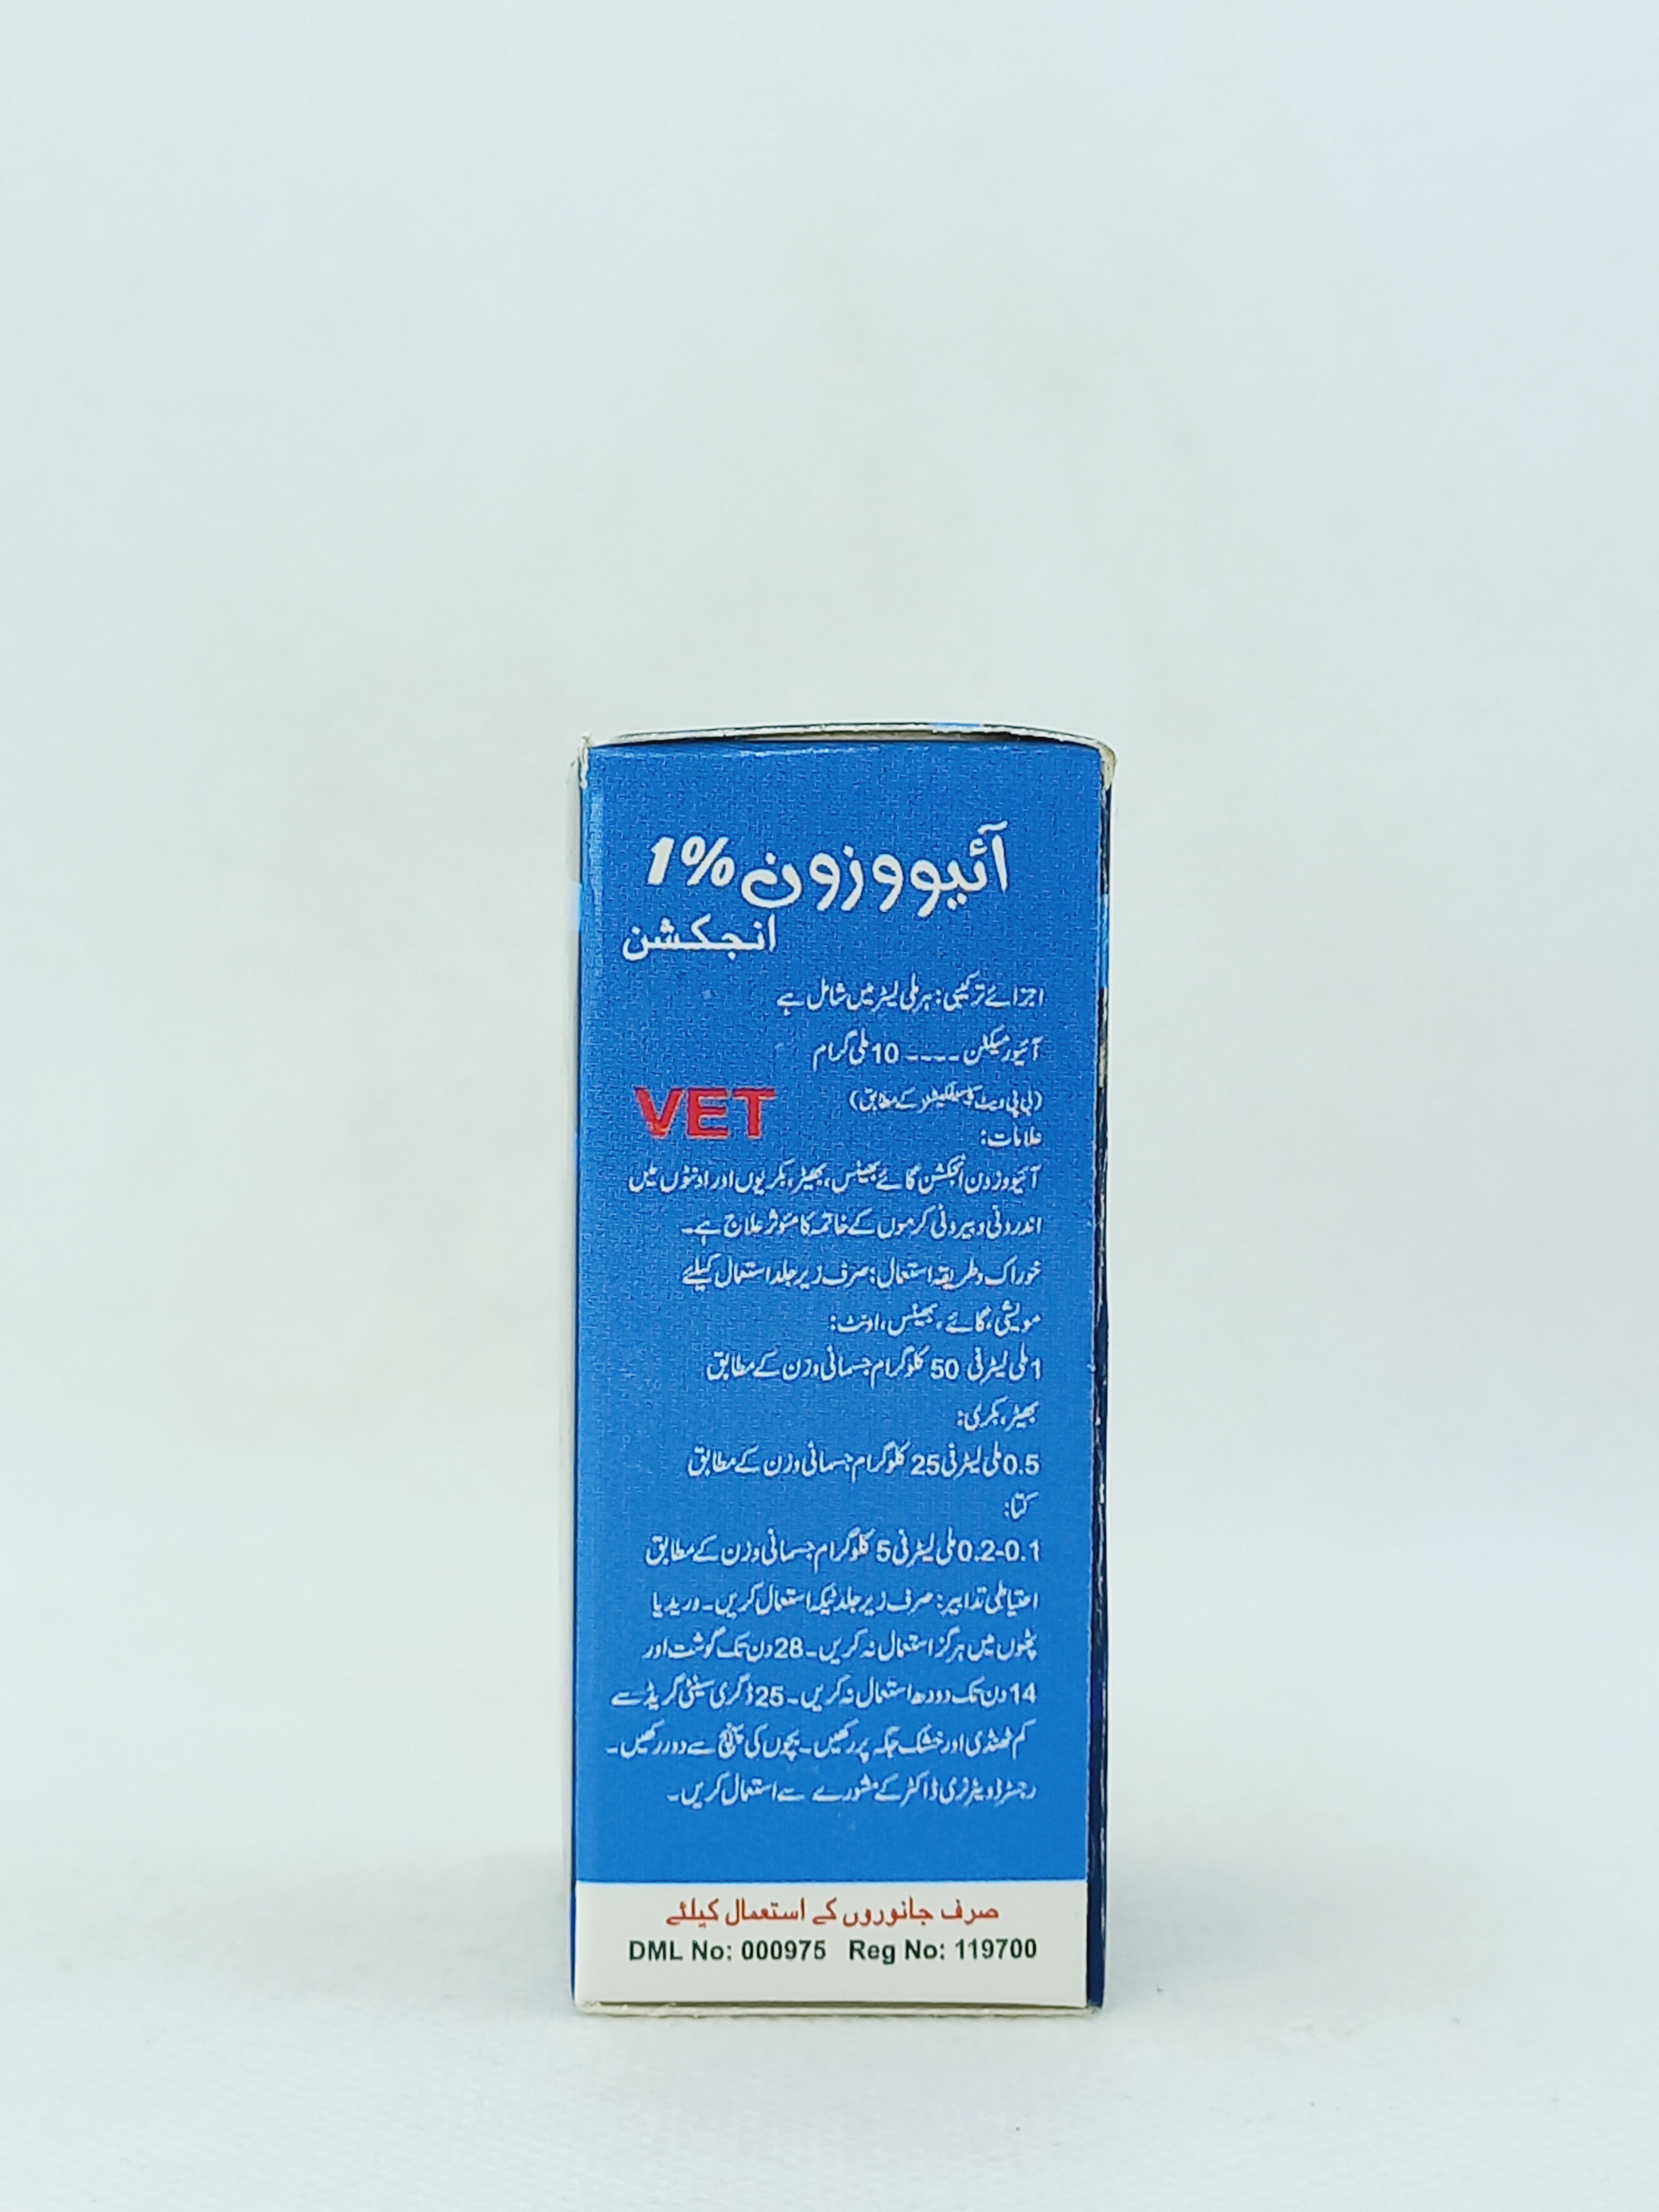 آئیووزون 1%
انجکشن
اجزائے ترکیبی: ہر ملی لیٹر میں شامل ہے
آئیورمیکٹن ---- 10 ملی گرام
(بی پی ویٹ سپیسیفکیشنز کے مطابق)
VET
علامات:
آئیووزون انجکشن گائے بھینس، بھیڑ، بکریوں اور اونٹوں میں
اندرونی و بیرونی کرموں کے خاتمہ کا مؤثر علاج ہے۔
خوراک و طریقہ استعمال: صرف زیر جلد استعمال کیلئے
مویشی، گائے، بھینس، اونٹ:
1 ملی لیٹر فی 50 کلوگرام جسمانی وزن کے مطابق
بھیڑ، بکری:
0.5 ملی لیٹر فی 25 کلوگرام جسمانی وزن کے مطابق
کتا:
0.2-0.1 ملی لیٹر فی 5 کلوگرام جسمانی وزن کے مطابق
احتیاطی تدابیر: صرف زیر جلد ٹیکہ استعمال کریں۔ ورید یا
پٹھوں میں ہرگز استعمال نہ کریں۔ 28 دن تک گوشت اور
14 دن تک دودھ استعمال نہ کریں۔ 25 ڈگری سینٹی گریڈ سے
کم ٹھنڈی اور خشک جگہ پر رکھیں۔ بچوں کی پہنچ سے دور رکھیں۔
رجسٹرڈ ویٹرنری ڈاکٹر کے مشورے سے استعمال کریں۔
صرف جانوروں کے استعمال کیلئے
DML No: 000975 Reg No: 119700